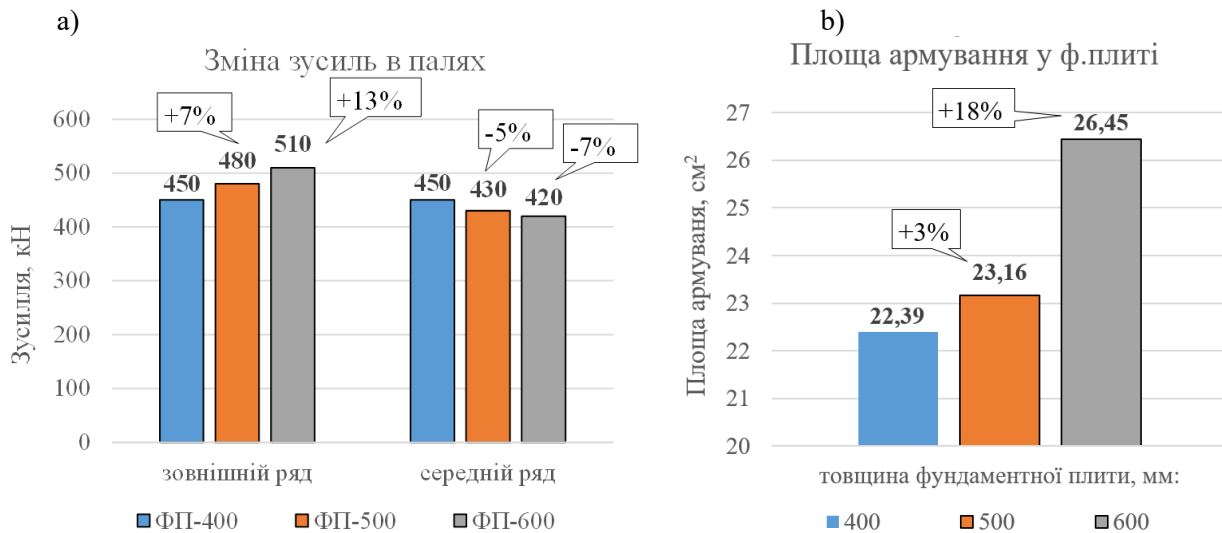 a)
Зміна зусиль в палях
+7%
+13%
-5%
-7%
600
500
400
300
200
100
0
Зусилля, кН
450
480
510
450
430
420
зовнішній ряд
середній ряд
ФП-400
ФП-500
ФП-600
b)
Площа армування у ф.плиті
+18%
+3%
27
26
25
24
23
22
21
20
Площа армуваня, см²
22,39
23,16
26,45
товщина фундаментної плити, мм:
400
500
600